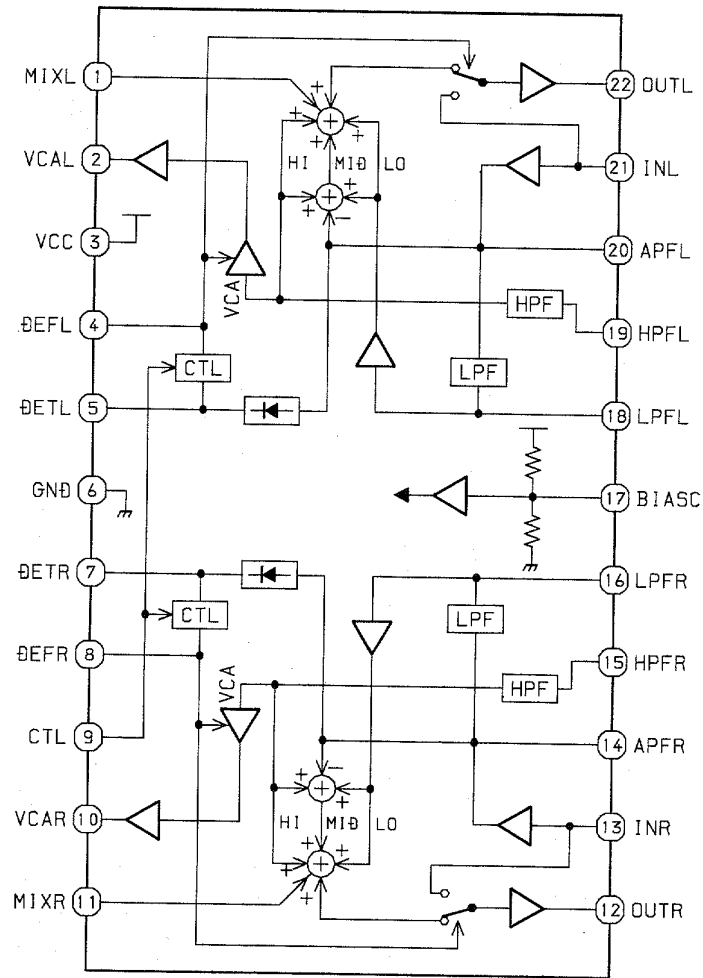 MIXL 1
VCAL 2
VCC 3
DEFL 4
DETL 5
GND 6
DETR 7
DEFR 8
CTL 9
VCAR 10
MIXR 11
22 OUTL
21 INL
20 APFL
19 HPFL
18 LPFL
17 BIASC
16 LPFR
15 HPFR
14 APFR
13 INR
12 OUTR
+ + + +
HI MID LO
+ + −
VCA
HPF
CTL
LPF
CTL
LPF
VCA
HPF
+ − +
HI MID LO
+ + + +